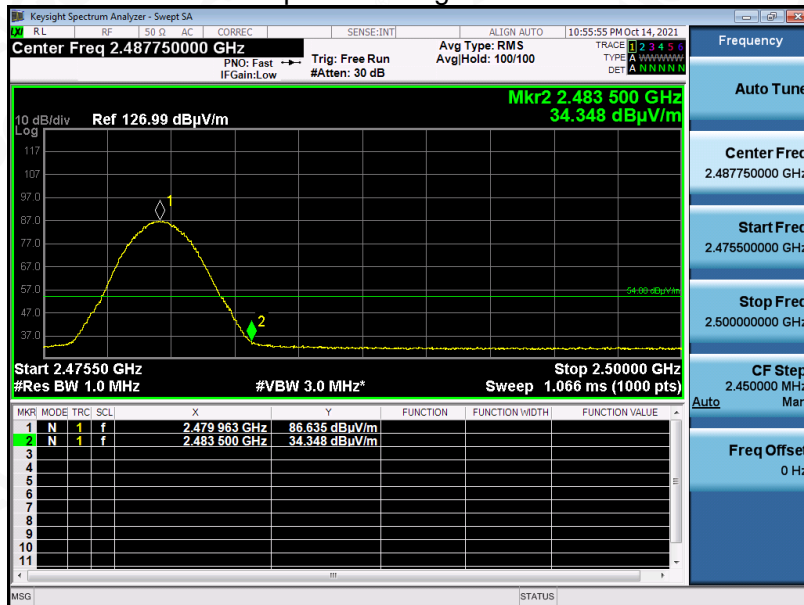 Keysight Spectrum Analyzer - Swept SA
LXI RL RF 50 Ω AC CORREC SENSE:INT ALIGN AUTO 10:55:55 PM Oct 14, 2021
Center Freq 2.487750000 GHz
PNO: Fast
IFGain:Low
Trig: Free Run
#Atten: 30 dB
Avg Type: RMS
Avg|Hold: 100/100
TRACE 1 2 3 4 5 6
TYPE A WWWWW
DET A N N N N N
Mkr2 2.483 500 GHz
34.348 dBµV/m
10 dB/div Ref 126.99 dBµV/m
Log
117
107
97.0
87.0
77.0
67.0
57.0
47.0
37.0
1
2
54.00 dBµV/m
Start 2.47550 GHz Stop 2.50000 GHz
#Res BW 1.0 MHz #VBW 3.0 MHz* Sweep 1.066 ms (1000 pts)
MKR MODE TRC SCL X Y FUNCTION FUNCTION WIDTH FUNCTION VALUE
1 N 1 f 2.479 963 GHz 86.635 dBµV/m
2 N 1 f 2.483 500 GHz 34.348 dBµV/m
3
4
5
6
7
8
9
10
11
MSG STATUS
Frequency
Auto Tune
Center Freq
2.487750000 GHz
Start Freq
2.475500000 GHz
Stop Freq
2.500000000 GHz
CF Step
2.450000 MHz
Auto Man
Freq Offset
0 Hz